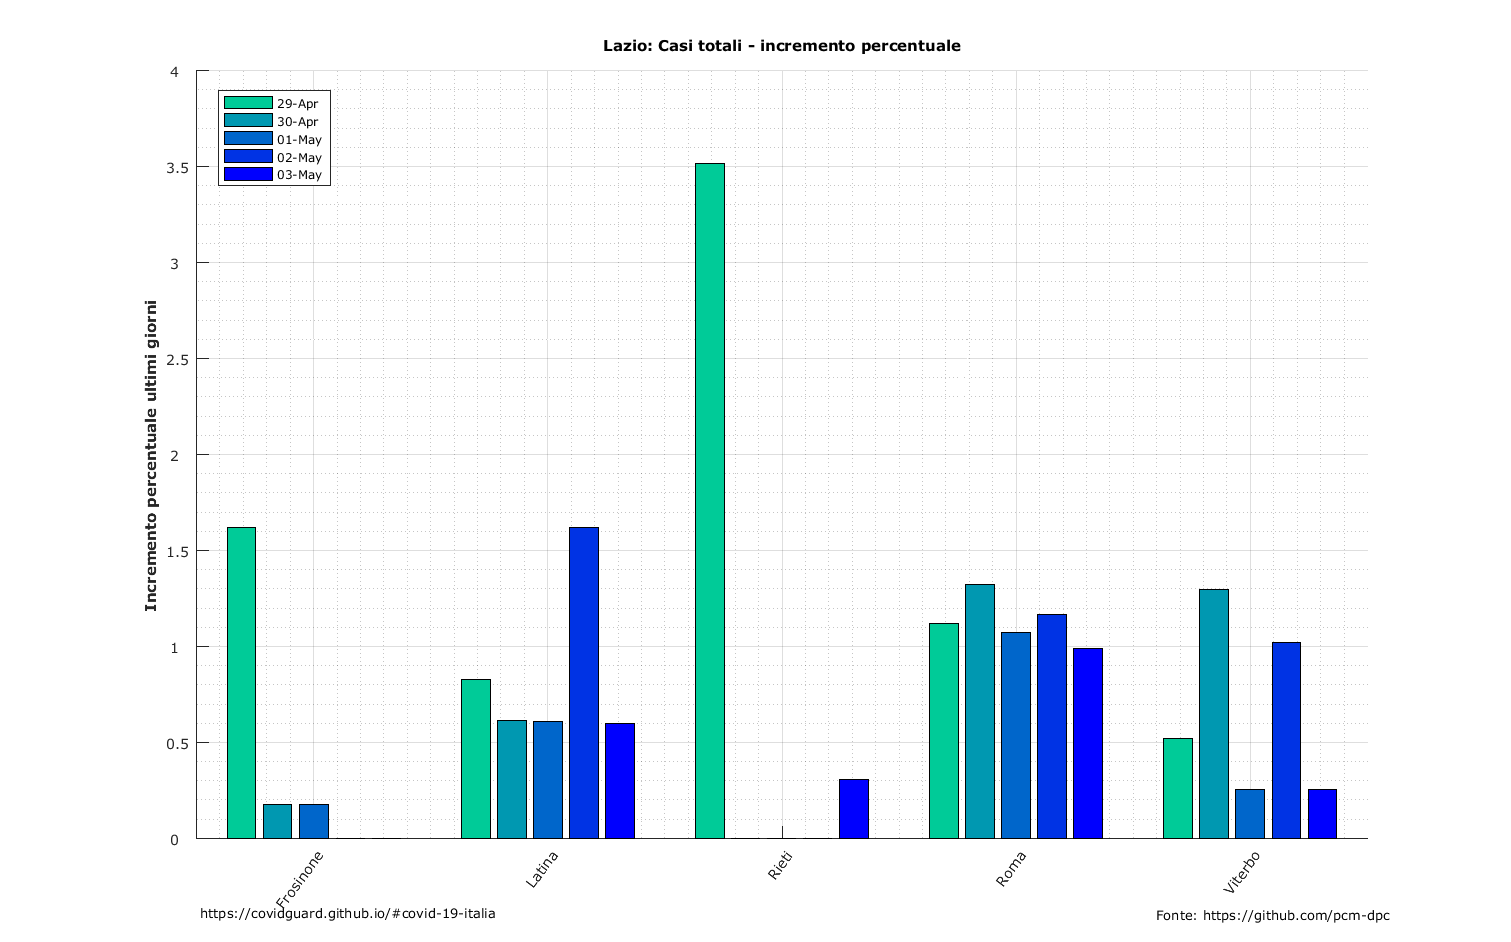 Lazio: Casi totali - incremento percentuale
4
3.5
3
2.5
2
1.5
1
0.5
0
Incremento percentuale ultimi giorni
29-Apr
30-Apr
01-May
02-May
03-May
Frosinone
Latina
Rieti
Roma
Viterbo
https://covidguard.github.io/#covid-19-italia
Fonte: https://github.com/pcm-dpc